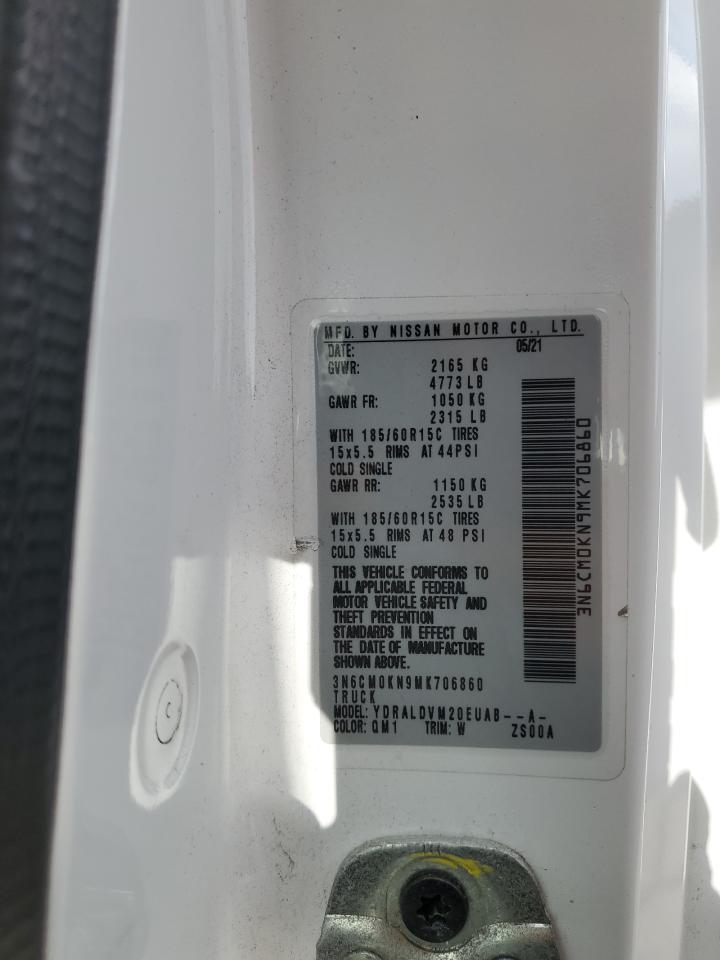 MFD. BY NISSAN MOTOR CO., LTD.
DATE: 05/21
GVWR: 2165 KG
4773 LB
GAWR FR: 1050 KG
2315 LB
WITH 185/60R15C TIRES
15x5.5 RIMS AT 44PSI
COLD SINGLE
GAWR RR: 1150 KG
2535 LB
WITH 185/60R15C TIRES
15x5.5 RIMS AT 48 PSI
COLD SINGLE
THIS VEHICLE CONFORMS TO
ALL APPLICABLE FEDERAL
MOTOR VEHICLE SAFETY AND
THEFT PREVENTION
STANDARDS IN EFFECT ON
THE DATE OF MANUFACTURE
SHOWN ABOVE.
3N6CM0KN9MK706860
TRUCK
MODEL: YDRALDVM20EUAB--A-
COLOR: QM1 TRIM: W ZS00A
3N6CM0KN9MK706860